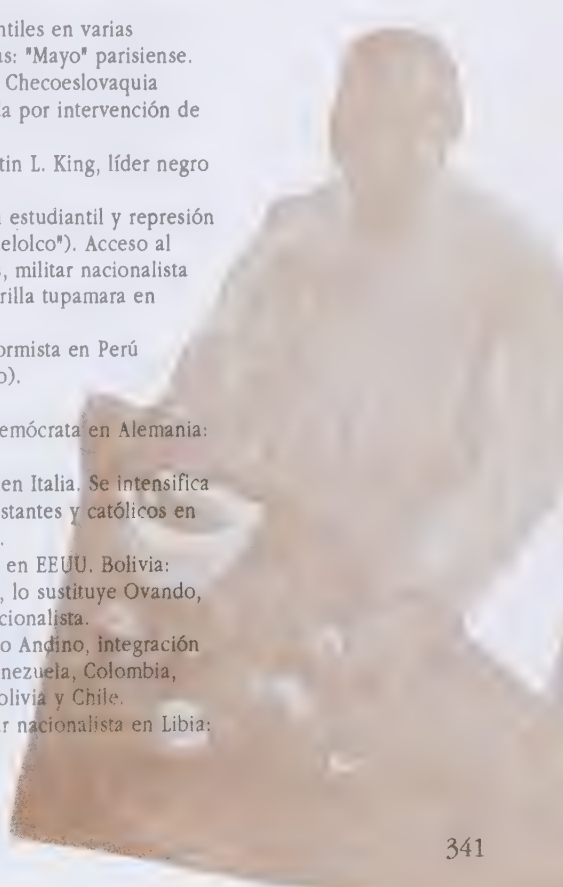 ntiles en varias
as: "Mayo" parisiense.
Checoeslovaquia
a por intervención de
tin L. King, líder negro
n estudiantil y represión
elolco"). Acceso al
s, militar nacionalista
rilla tupamara en
ormista en Perú
o).
emócrata en Alemania:
en Italia. Se intensifica
stantes y católicos en
.
en EEUU. Bolivia:
, lo sustituye Ovando,
cionalista.
o Andino, integración
nezuela, Colombia,
olivia y Chile.
r nacionalista en Libia:
341